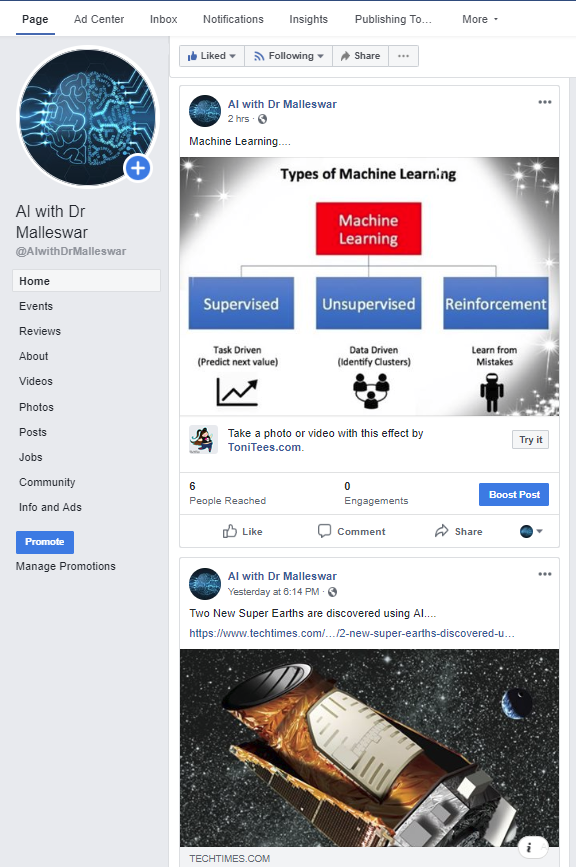 Page Ad Center Inbox Notifications Insights Publishing To... More
Liked Following Share ...
AI with Dr
Malleswar
@AIwithDrMalleswar
Home
Events
Reviews
About
Videos
Photos
Posts
Jobs
Community
Info and Ads
Promote
Manage Promotions
AI with Dr Malleswar
2 hrs ·
Machine Learning....
Types of Machine Learning
Machine
Learning
Supervised Unsupervised Reinforcement
Task Driven Data Driven Learn from
(Predict next value) (Identify Clusters) Mistakes
Take a photo or video with this effect by
ToniTees.com.
Try it
6 0
People Reached Engagements
Boost Post
Like Comment Share
AI with Dr Malleswar
Yesterday at 6:14 PM ·
Two New Super Earths are discovered using AI....
https://www.techtimes.com/.../2-new-super-earths-discovered-u...
TECHTIMES.COM
i